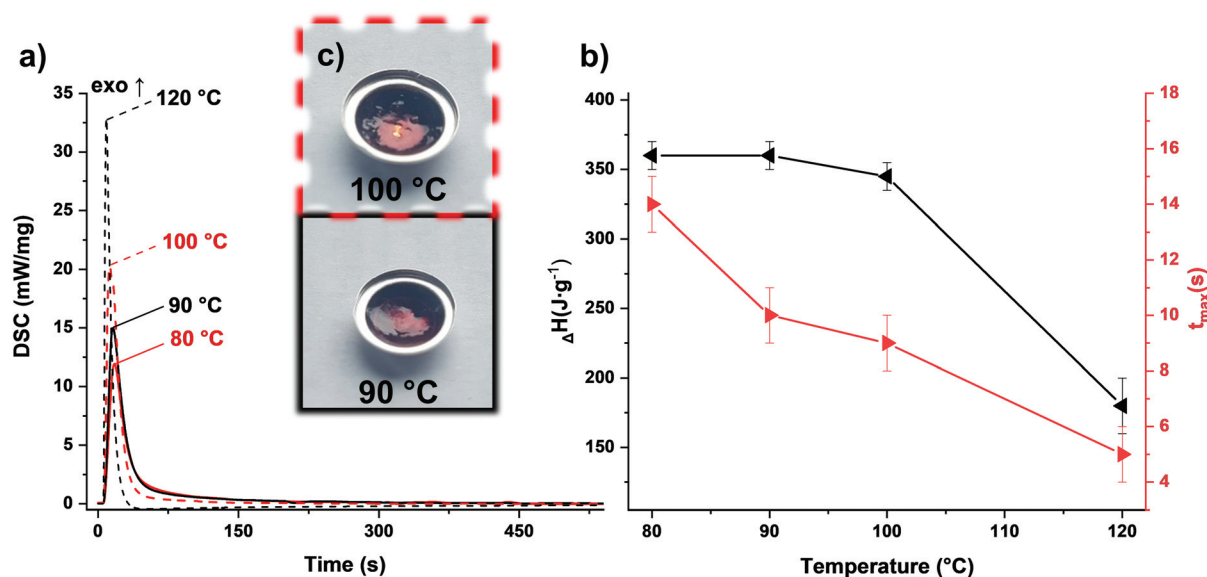 a)
exo ↑
120 °C
100 °C
90 °C
80 °C
35
30
25
20
15
10
5
0
DSC (mW/mg)
0 150 300 450
Time (s)
c)
100 °C
90 °C
b)
400
350
300
250
200
150
ΔH(J·g⁻¹)
80 90 100 110 120
Temperature (°C)
18
16
14
12
10
8
6
4
tmax(s)